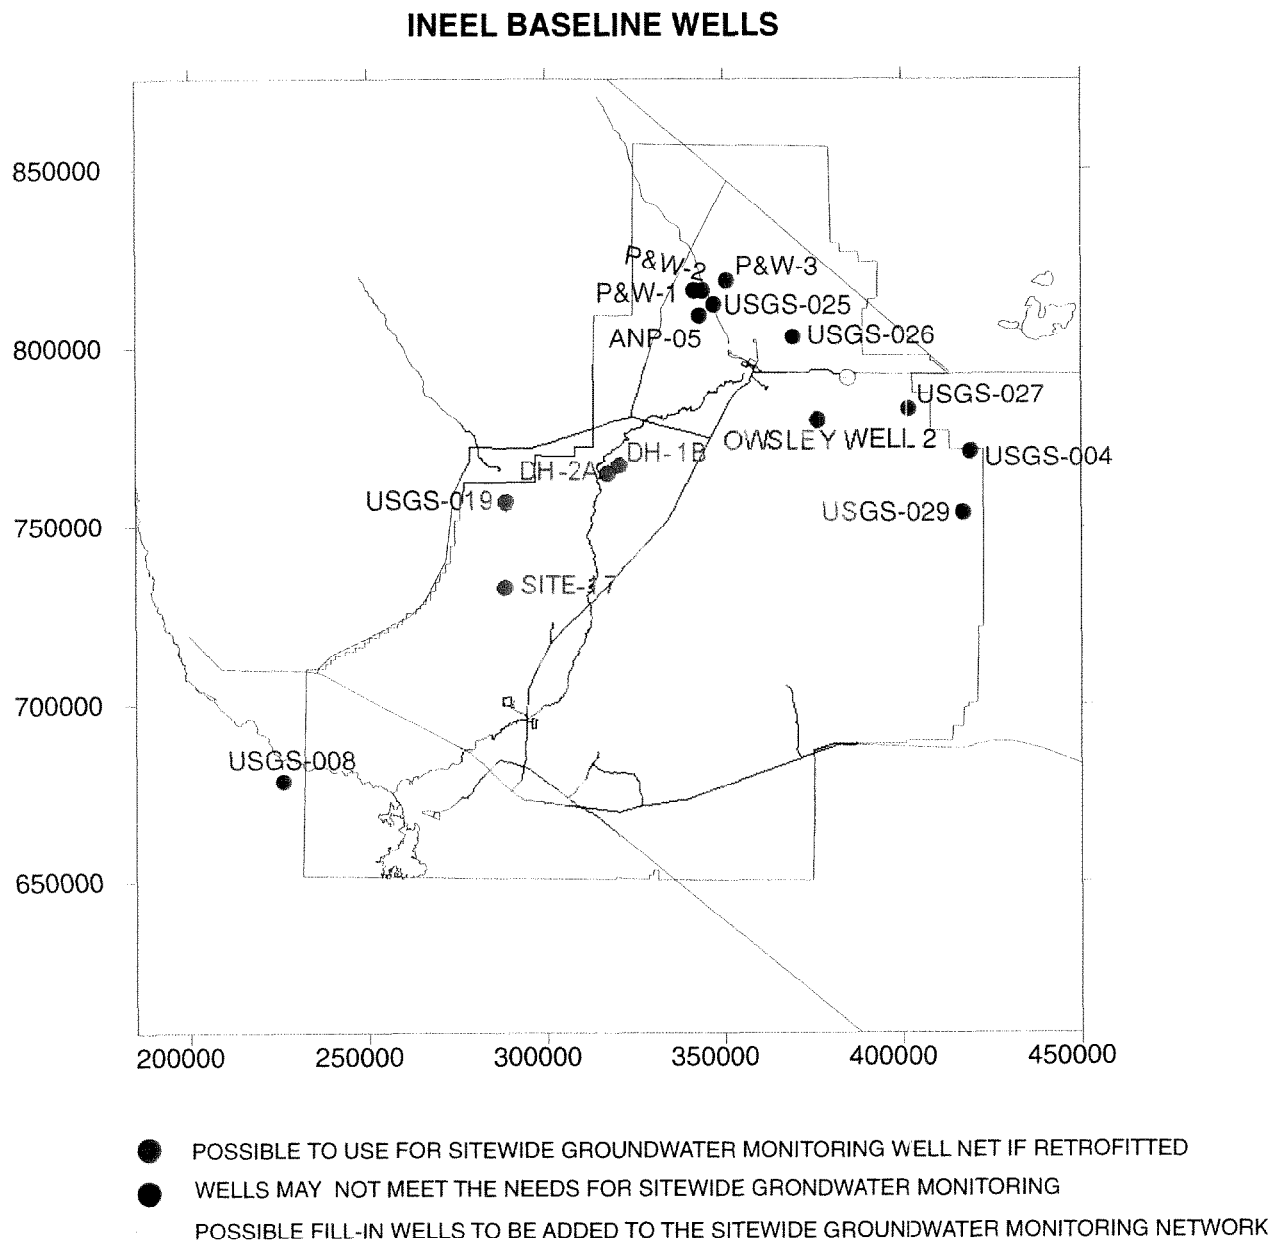 INEEL BASELINE WELLS
850000
800000
750000
700000
650000
P&W-2
P&W-3
P&W-1
USGS-025
ANP-05
USGS-026
USGS-027
OWSLEY WELL 2
DH-1B
USGS-004
DH-2A
USGS-019
USGS-029
SITE-17
USGS-008
200000 250000 300000 350000 400000 450000
POSSIBLE TO USE FOR SITEWIDE GROUNDWATER MONITORING WELL NET IF RETROFITTED
WELLS MAY NOT MEET THE NEEDS FOR SITEWIDE GRONDWATER MONITORING
POSSIBLE FILL-IN WELLS TO BE ADDED TO THE SITEWIDE GROUNDWATER MONITORING NETWORK